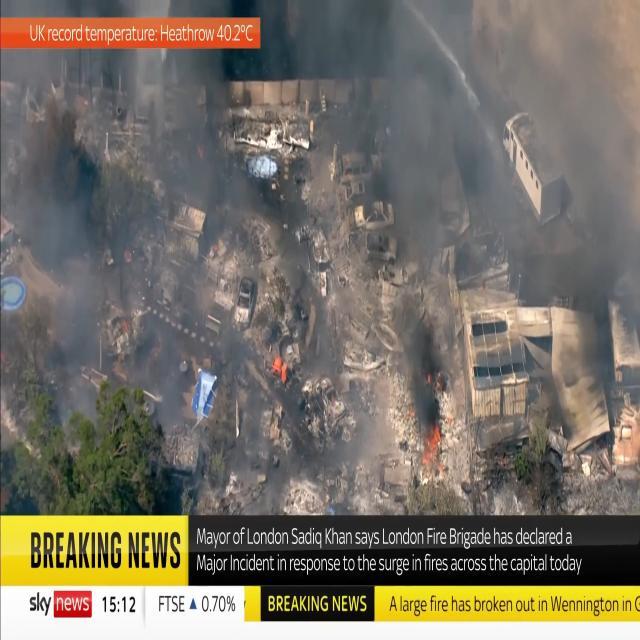 UK record temperature: Heathrow 40.2°C
BREAKING NEWS
Mayor of London Sadiq Khan says London Fire Brigade has declared a
Major Incident in response to the surge in fires across the capital today
sky news 15:12 FTSE ▲ 0.70% BREAKING NEWS A large fire has broken out in Wennington in G